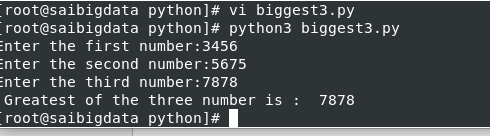 [root@saibigdata python]# vi biggest3.py
[root@saibigdata python]# python3 biggest3.py
Enter the first number:3456
Enter the second number:5675
Enter the third number:7878
 Greatest of the three number is :  7878
[root@saibigdata python]#